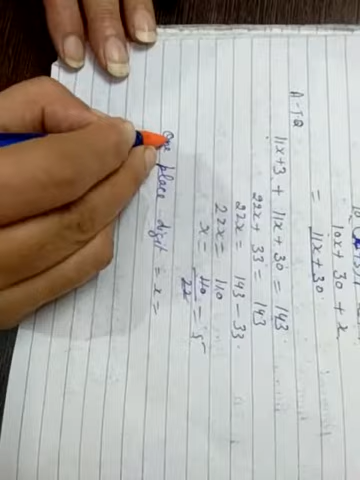 10x + 30 + x
= 11x + 30
A-T-Q
11x+3 + 11x + 30 = 143.
22x + 33 = 143
22x = 143 - 33.
22x = 110
x = 110/22 = 5
One place digit = x =